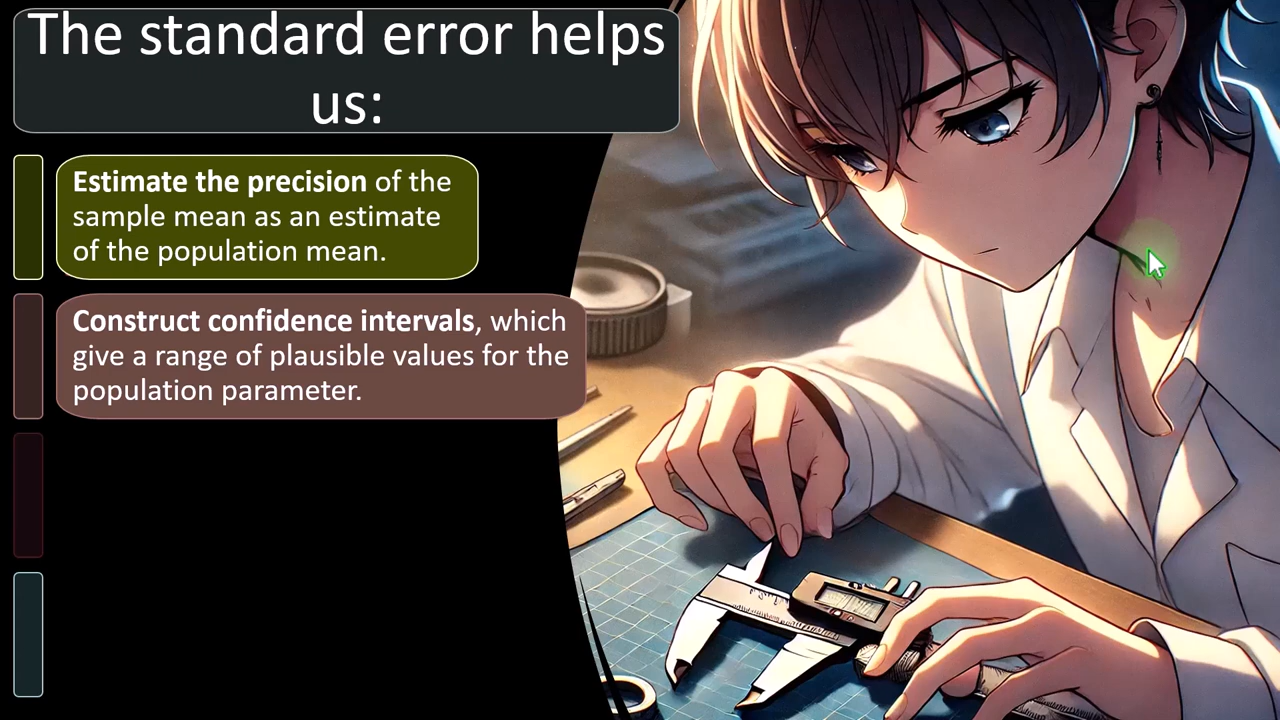 The standard error helps
us:
Estimate the precision of the
sample mean as an estimate
of the population mean.
Construct confidence intervals, which
give a range of plausible values for the
population parameter.